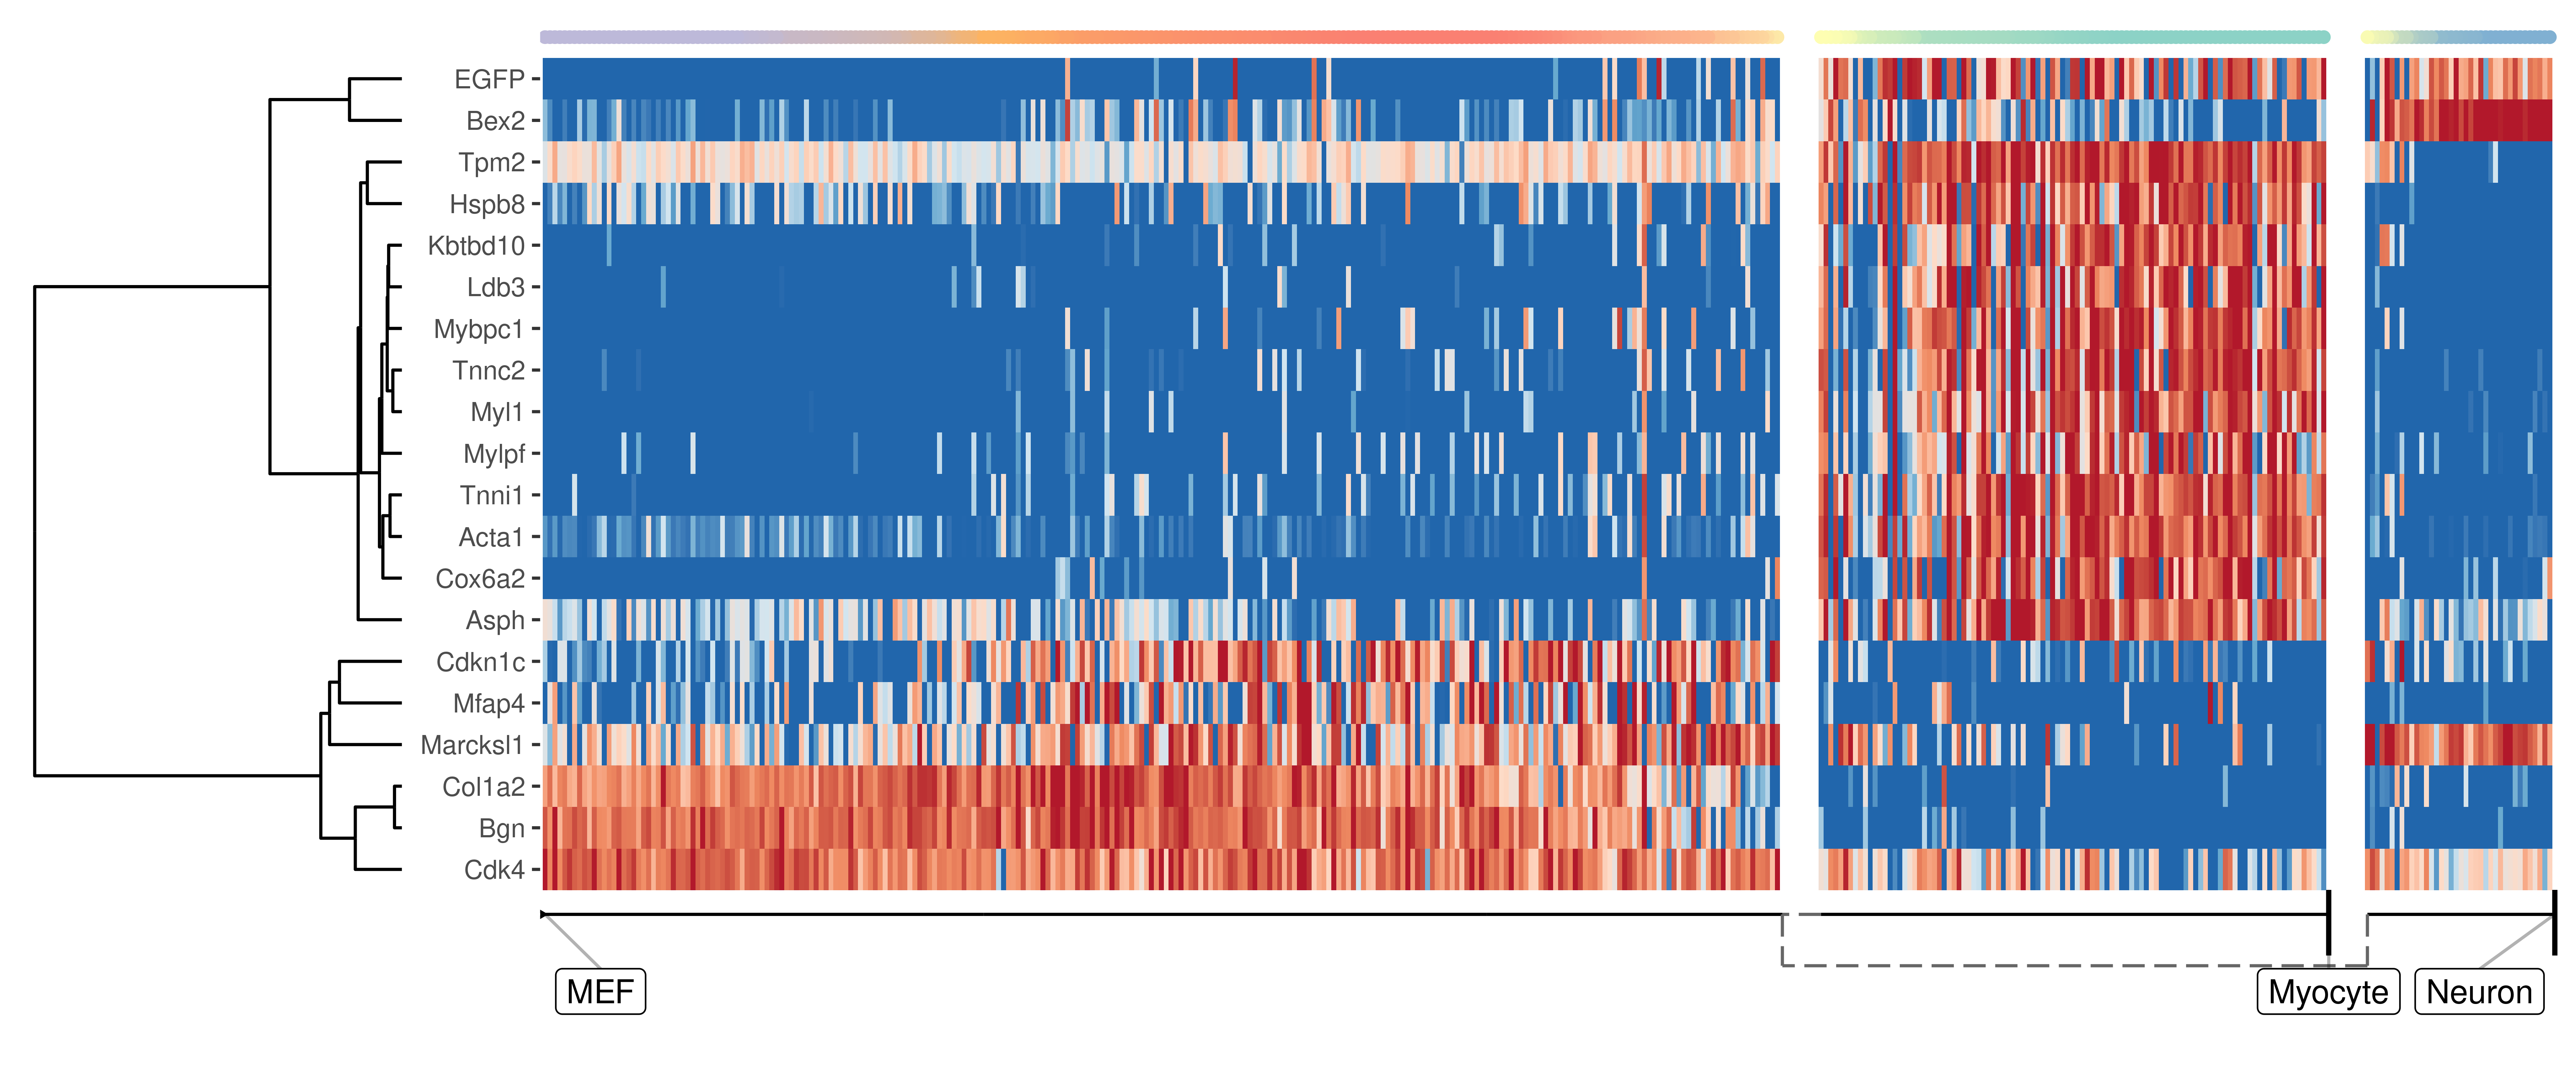 EGFP
Bex2
Tpm2
Hspb8
Kbtbd10
Ldb3
Mybpc1
Tnnc2
Myl1
Mylpf
Tnni1
Acta1
Cox6a2
Asph
Cdkn1c
Mfap4
Marcksl1
Col1a2
Bgn
Cdk4
MEF Myocyte Neuron